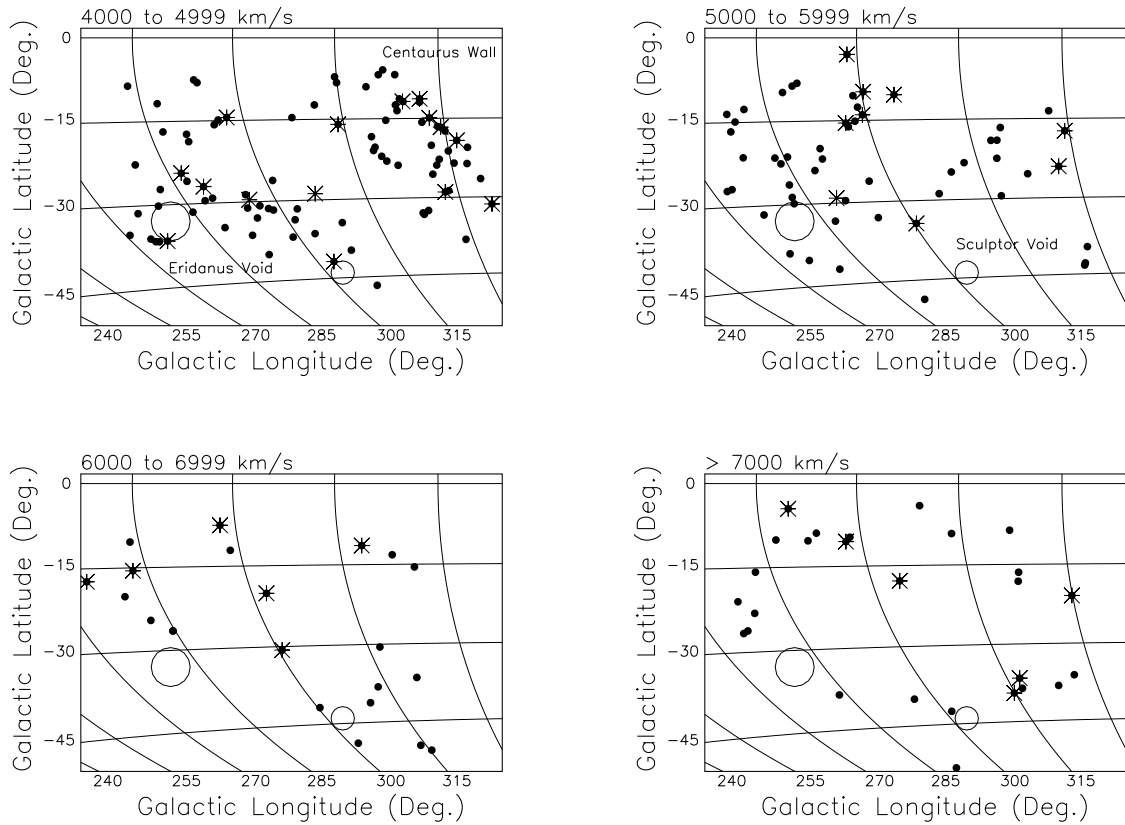 4000 to 4999 km/s
Centaurus Wall
Eridanus Void
0
-15
-30
-45
Galactic Latitude (Deg.)
240 255 270 285 300 315
Galactic Longitude (Deg.)
5000 to 5999 km/s
Sculptor Void
0
-15
-30
-45
Galactic Latitude (Deg.)
240 255 270 285 300 315
Galactic Longitude (Deg.)
6000 to 6999 km/s
0
-15
-30
-45
Galactic Latitude (Deg.)
240 255 270 285 300 315
Galactic Longitude (Deg.)
> 7000 km/s
0
-15
-30
-45
Galactic Latitude (Deg.)
240 255 270 285 300 315
Galactic Longitude (Deg.)